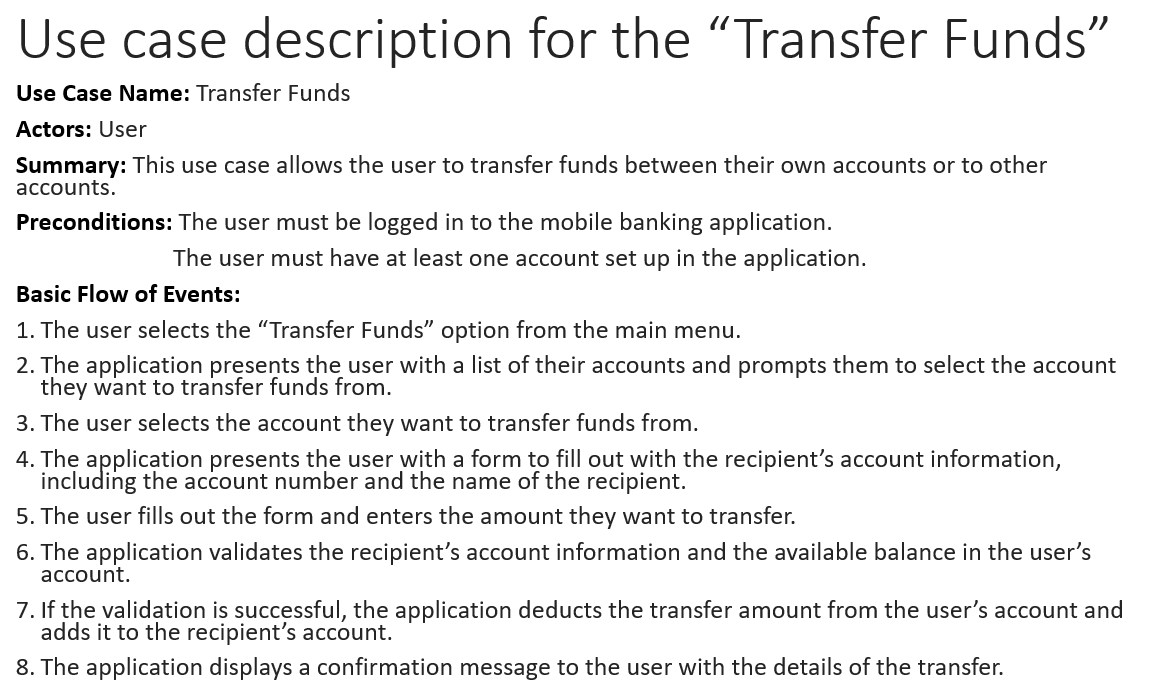 Use case description for the “Transfer Funds”
Use Case Name: Transfer Funds
Actors: User
Summary: This use case allows the user to transfer funds between their own accounts or to other
accounts.
Preconditions: The user must be logged in to the mobile banking application.
The user must have at least one account set up in the application.
Basic Flow of Events:
1. The user selects the “Transfer Funds” option from the main menu.
2. The application presents the user with a list of their accounts and prompts them to select the account
they want to transfer funds from.
3. The user selects the account they want to transfer funds from.
4. The application presents the user with a form to fill out with the recipient’s account information,
including the account number and the name of the recipient.
5. The user fills out the form and enters the amount they want to transfer.
6. The application validates the recipient’s account information and the available balance in the user’s
account.
7. If the validation is successful, the application deducts the transfer amount from the user’s account and
adds it to the recipient’s account.
8. The application displays a confirmation message to the user with the details of the transfer.